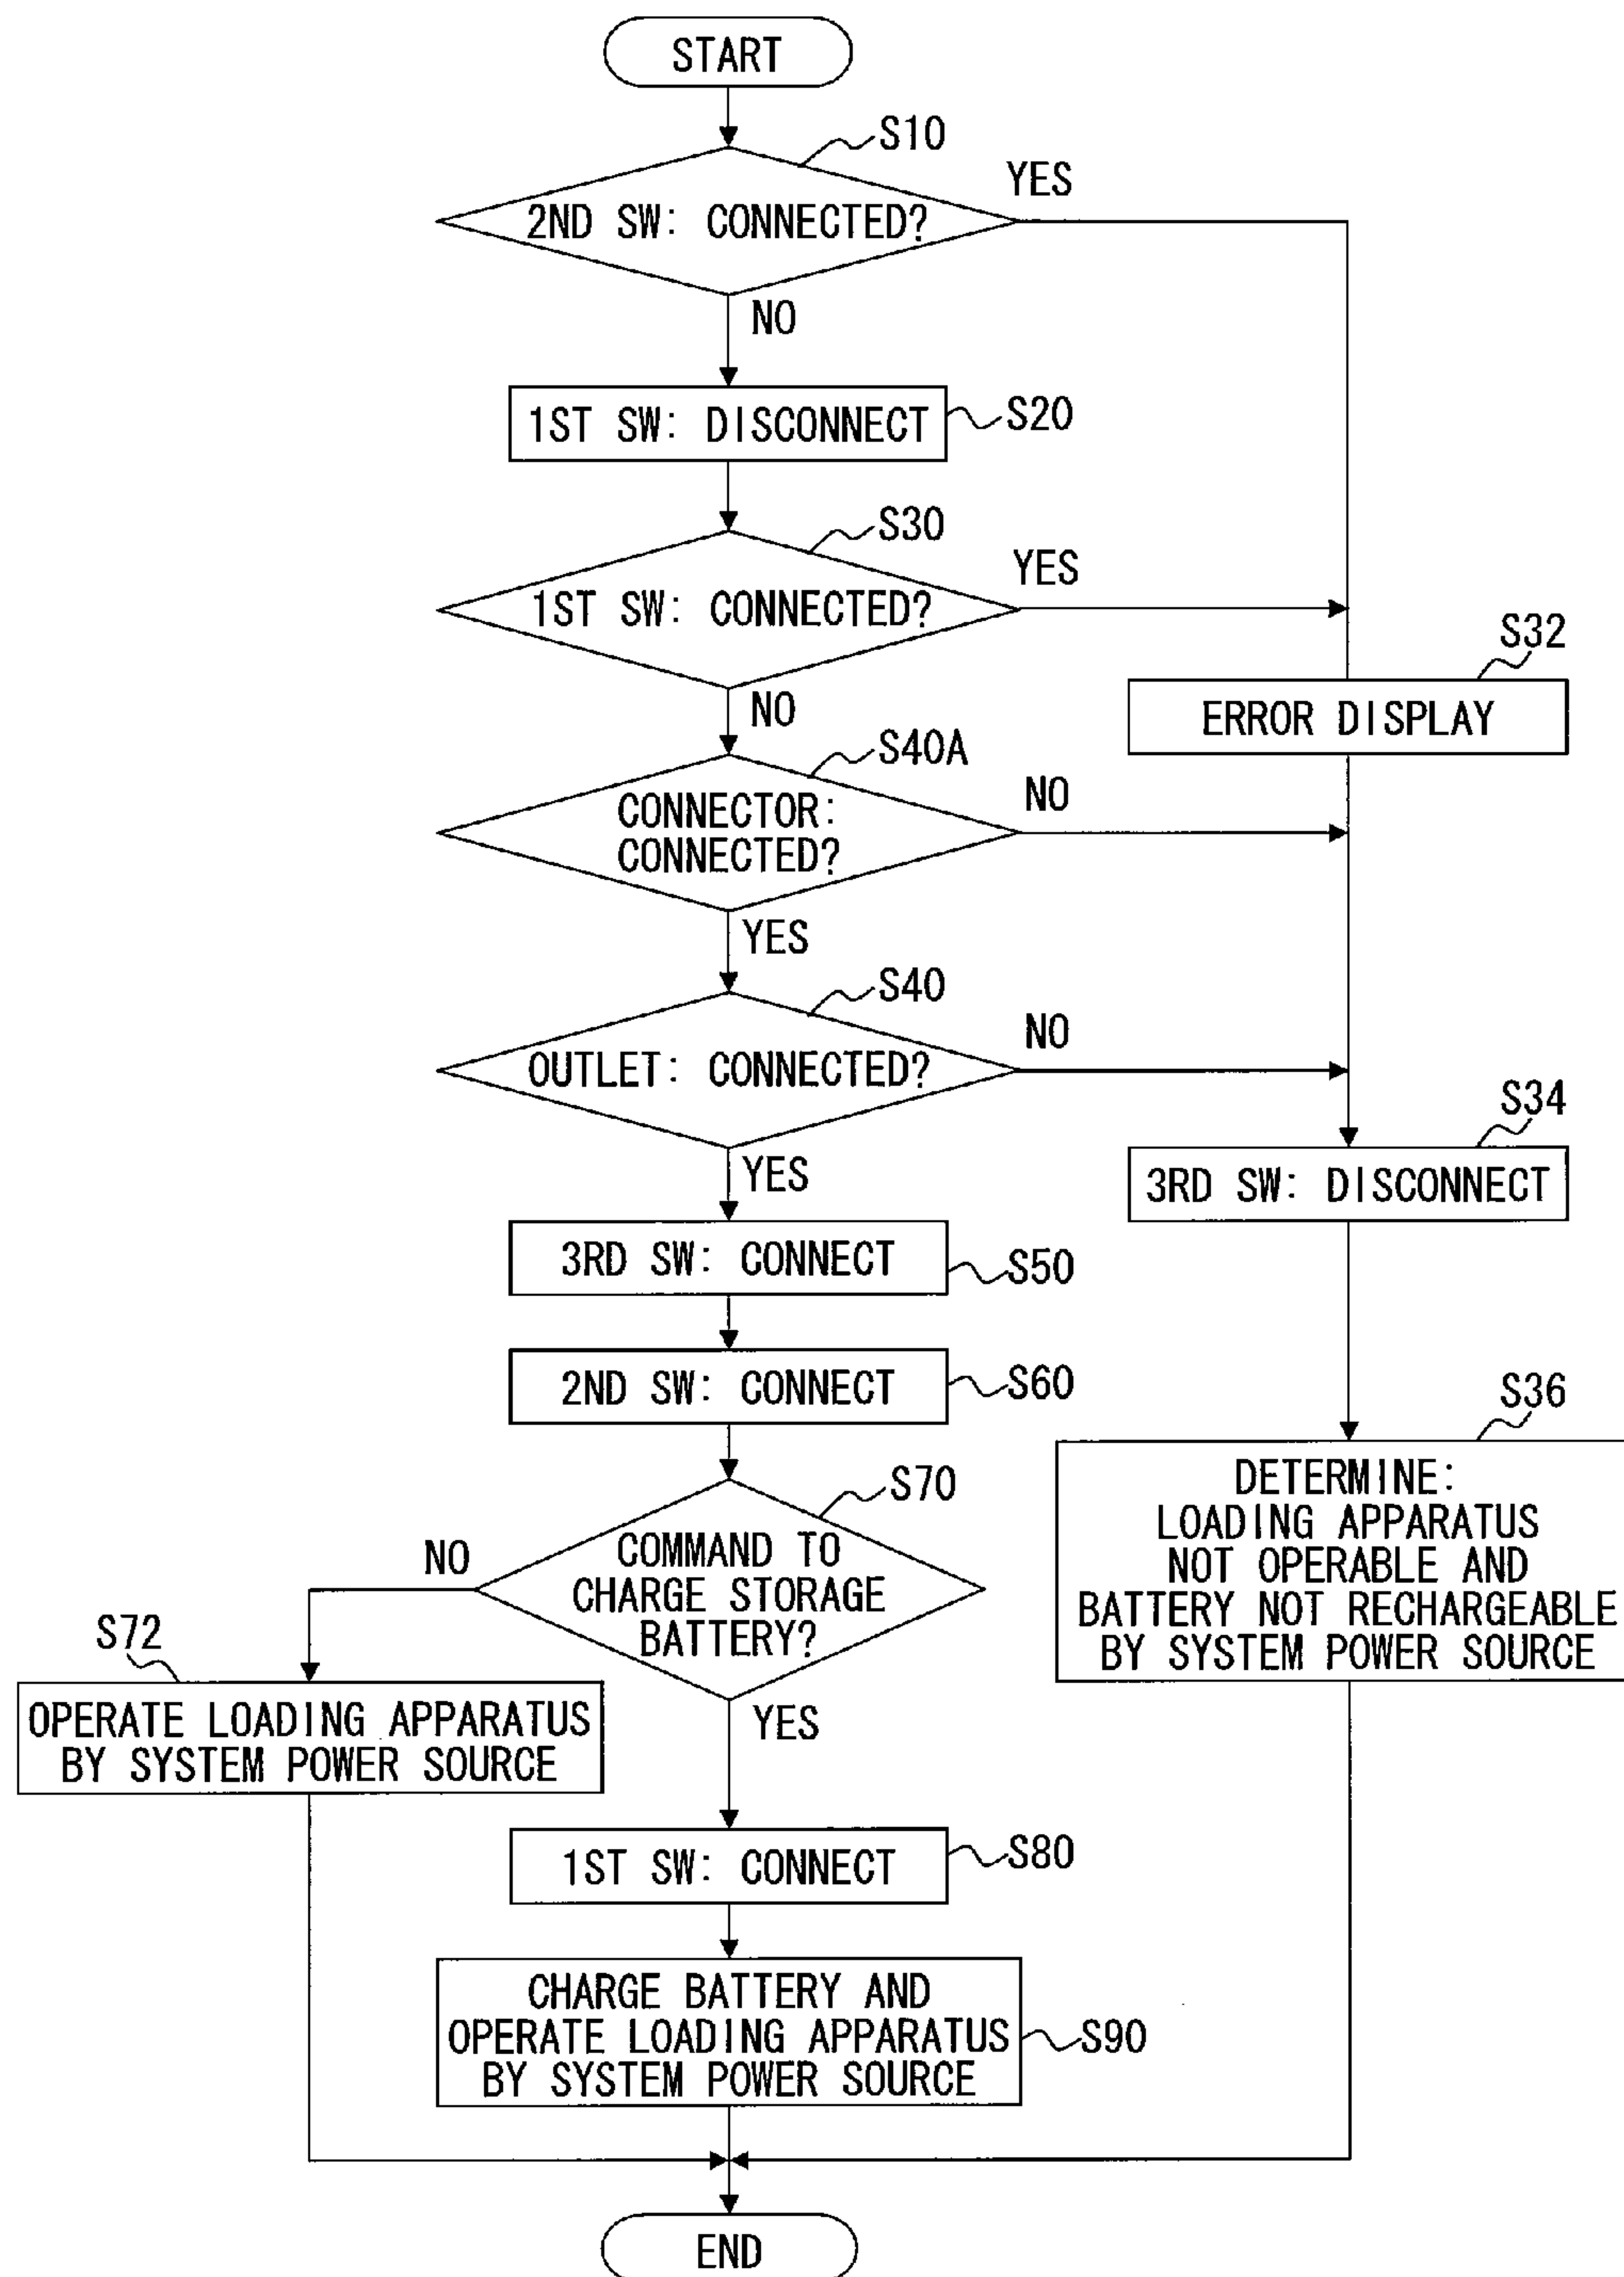 START
S10
YES
2ND SW: CONNECTED?
NO
1ST SW: DISCONNECT
S20
S30
YES
1ST SW: CONNECTED?
S32
NO
ERROR DISPLAY
S40A
NO
CONNECTOR:
CONNECTED?
YES
S40
NO
OUTLET: CONNECTED?
S34
YES
3RD SW: DISCONNECT
3RD SW: CONNECT
S50
2ND SW: CONNECT
S60
S36
S70
DETERMINE:
LOADING APPARATUS
NOT OPERABLE AND
BATTERY NOT RECHARGEABLE
BY SYSTEM POWER SOURCE
NO
COMMAND TO
CHARGE STORAGE
BATTERY?
S72
YES
OPERATE LOADING APPARATUS
BY SYSTEM POWER SOURCE
1ST SW: CONNECT
S80
CHARGE BATTERY AND
OPERATE LOADING APPARATUS
BY SYSTEM POWER SOURCE
S90
END